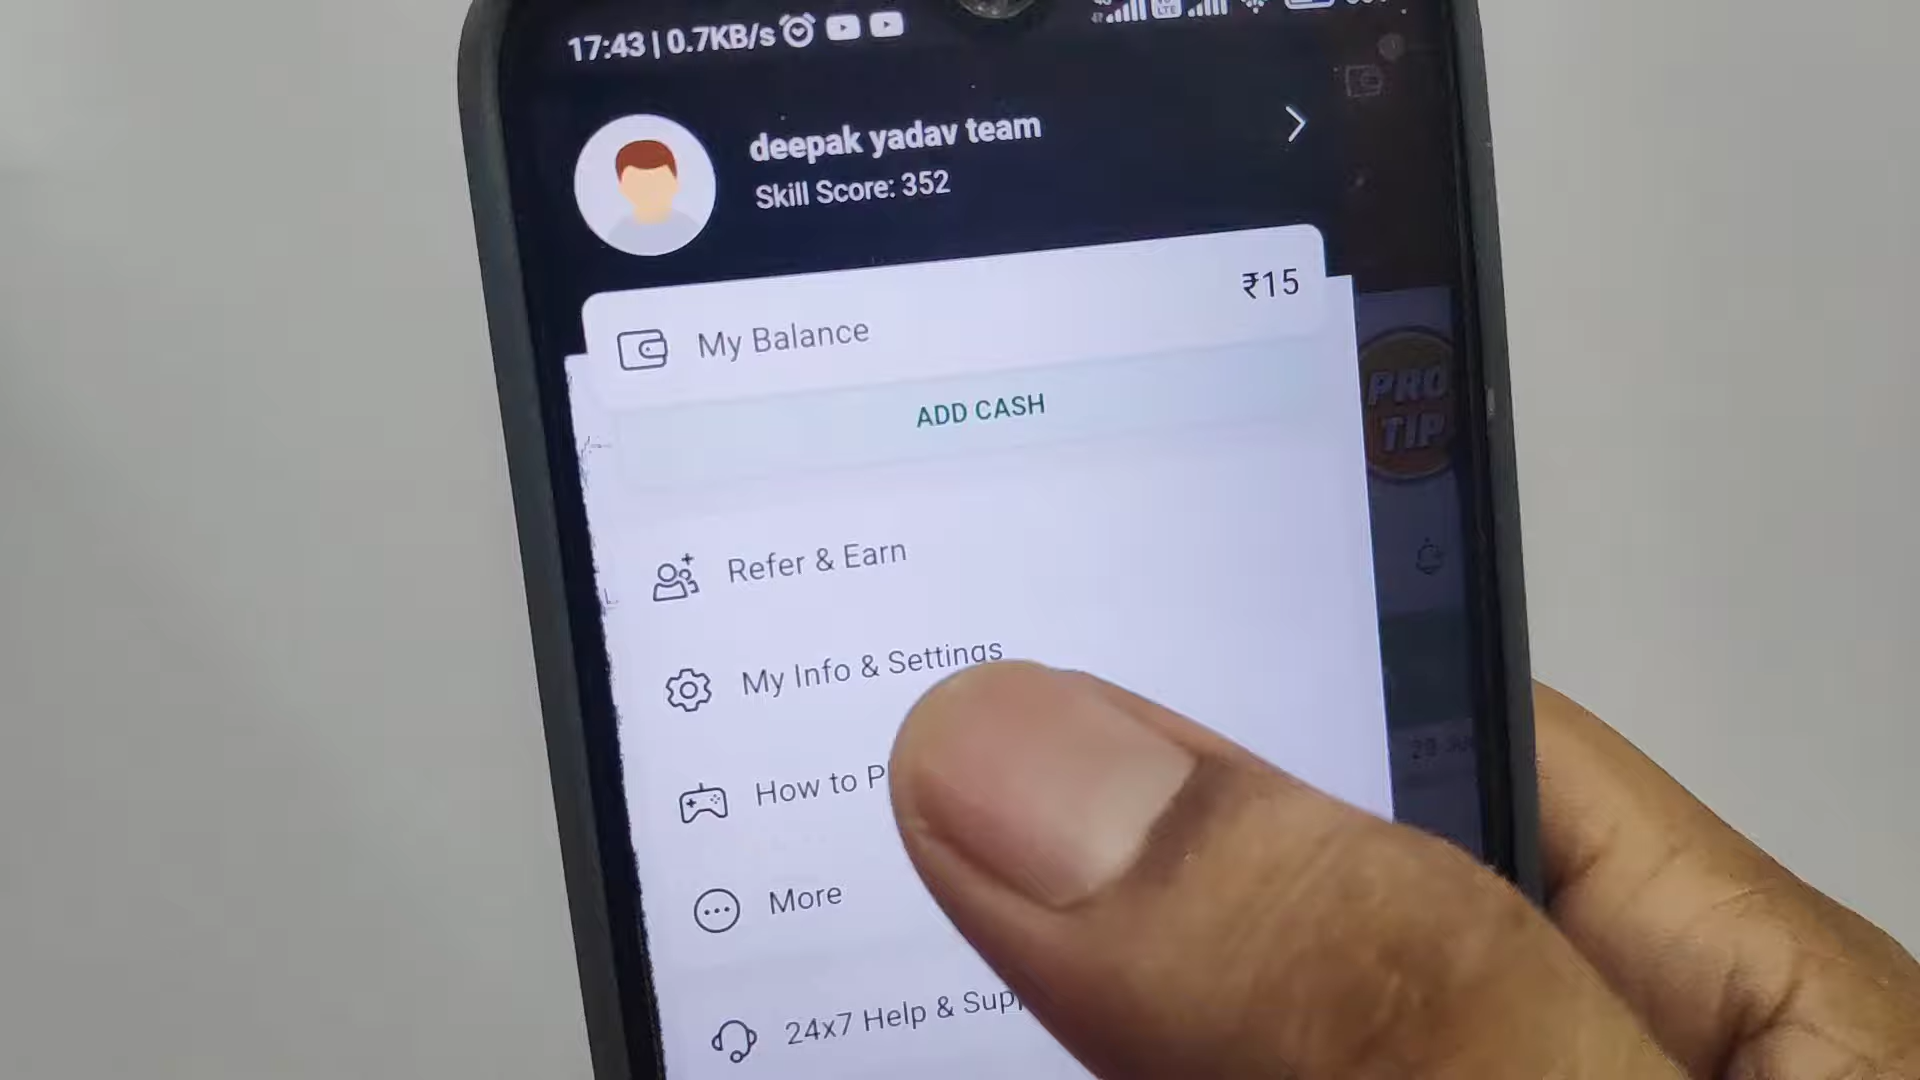 17:43 | 0.7KB/s
deepak yadav team
Skill Score: 352
My Balance
₹15
ADD CASH
PRO
TIP
Refer & Earn
My Info & Settings
How to P
More
24x7 Help & Sup